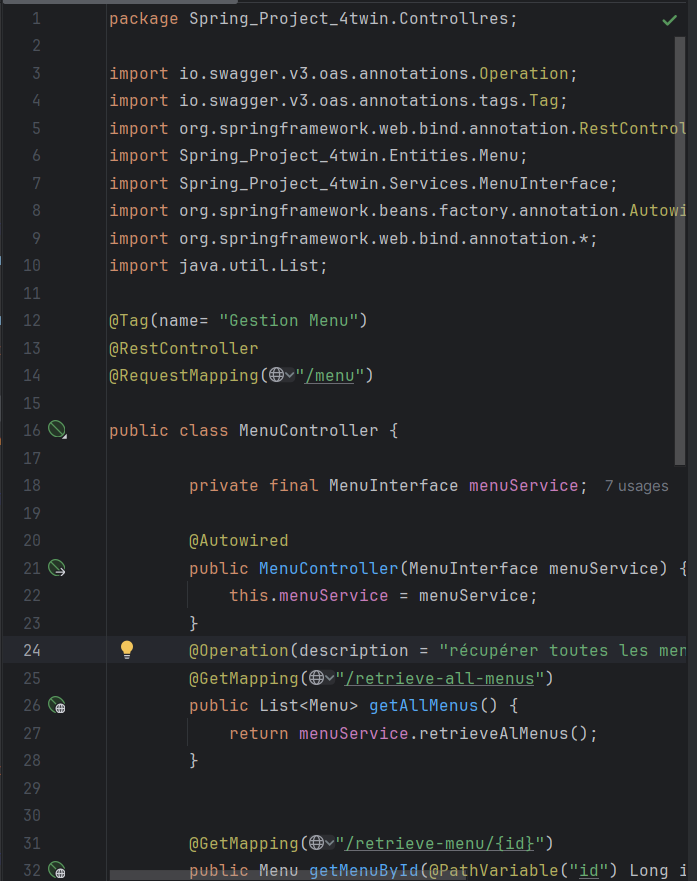 1 package Spring_Project_4twin.Controllres;
2
3 import io.swagger.v3.oas.annotations.Operation;
4 import io.swagger.v3.oas.annotations.tags.Tag;
5 import org.springframework.web.bind.annotation.RestControl
6 import Spring_Project_4twin.Entities.Menu;
7 import Spring_Project_4twin.Services.MenuInterface;
8 import org.springframework.beans.factory.annotation.Autowi
9 import org.springframework.web.bind.annotation.*;
10 import java.util.List;
11
12 @Tag(name= "Gestion Menu")
13 @RestController
14 @RequestMapping("/menu")
15
16 public class MenuController {
17
18 private final MenuInterface menuService; 7 usages
19
20 @Autowired
21 public MenuController(MenuInterface menuService) {
22 this.menuService = menuService;
23 }
24 @Operation(description = "récupérer toutes les men
25 @GetMapping("/retrieve-all-menus")
26 public List<Menu> getAllMenus() {
27 return menuService.retrieveAlMenus();
28 }
29
30
31 @GetMapping("/retrieve-menu/{id}")
32 public Menu getMenuById(@PathVariable("id") Long i